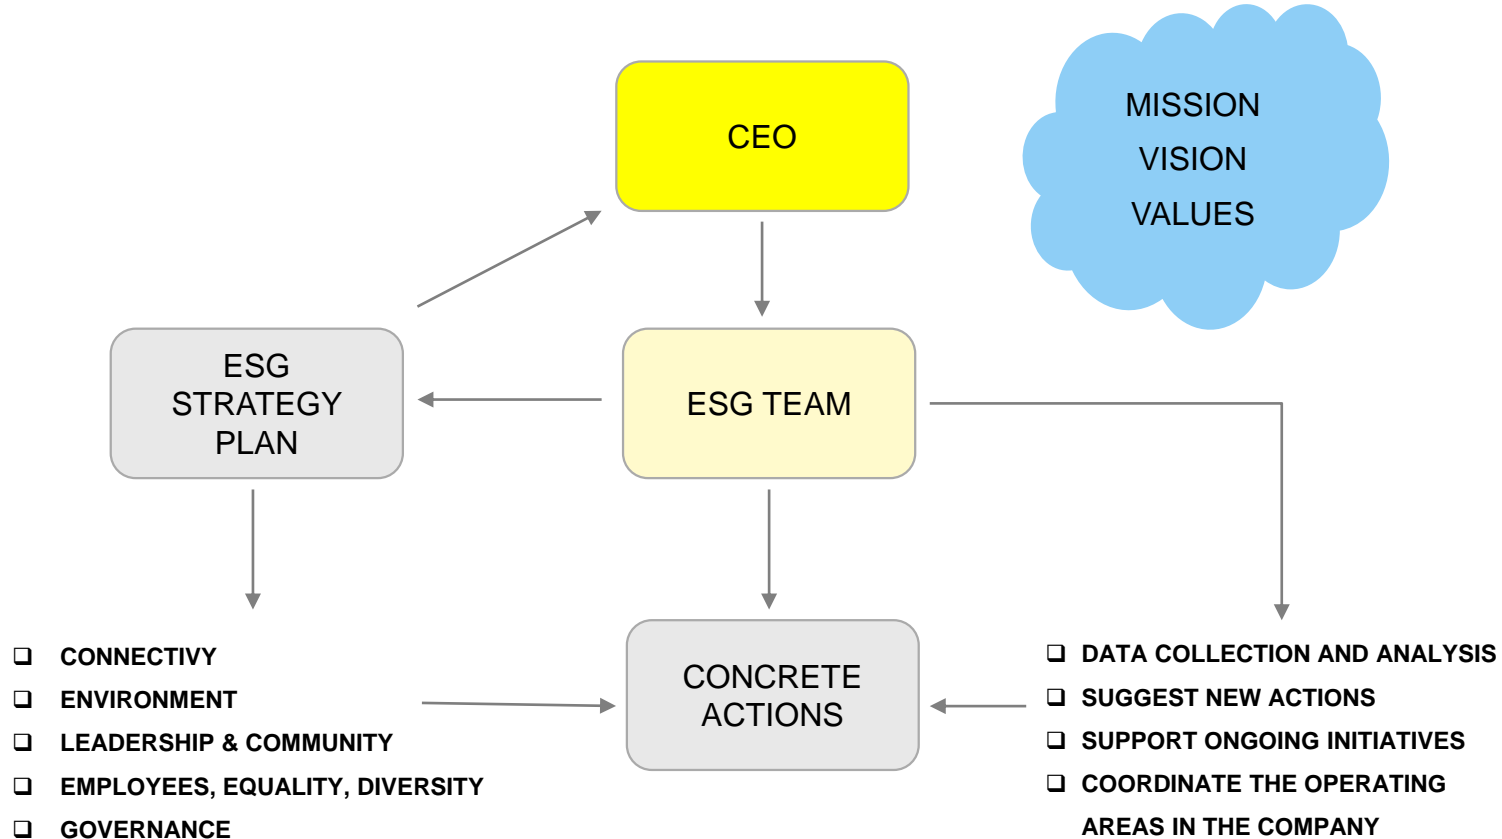 CEO
MISSION
VISION
VALUES
ESG
STRATEGY
PLAN
ESG TEAM
CONNECTIVY
ENVIRONMENT
LEADERSHIP & COMMUNITY
EMPLOYEES, EQUALITY, DIVERSITY
GOVERNANCE
CONCRETE
ACTIONS
DATA COLLECTION AND ANALYSIS
SUGGEST NEW ACTIONS
SUPPORT ONGOING INITIATIVES
COORDINATE THE OPERATING
AREAS IN THE COMPANY